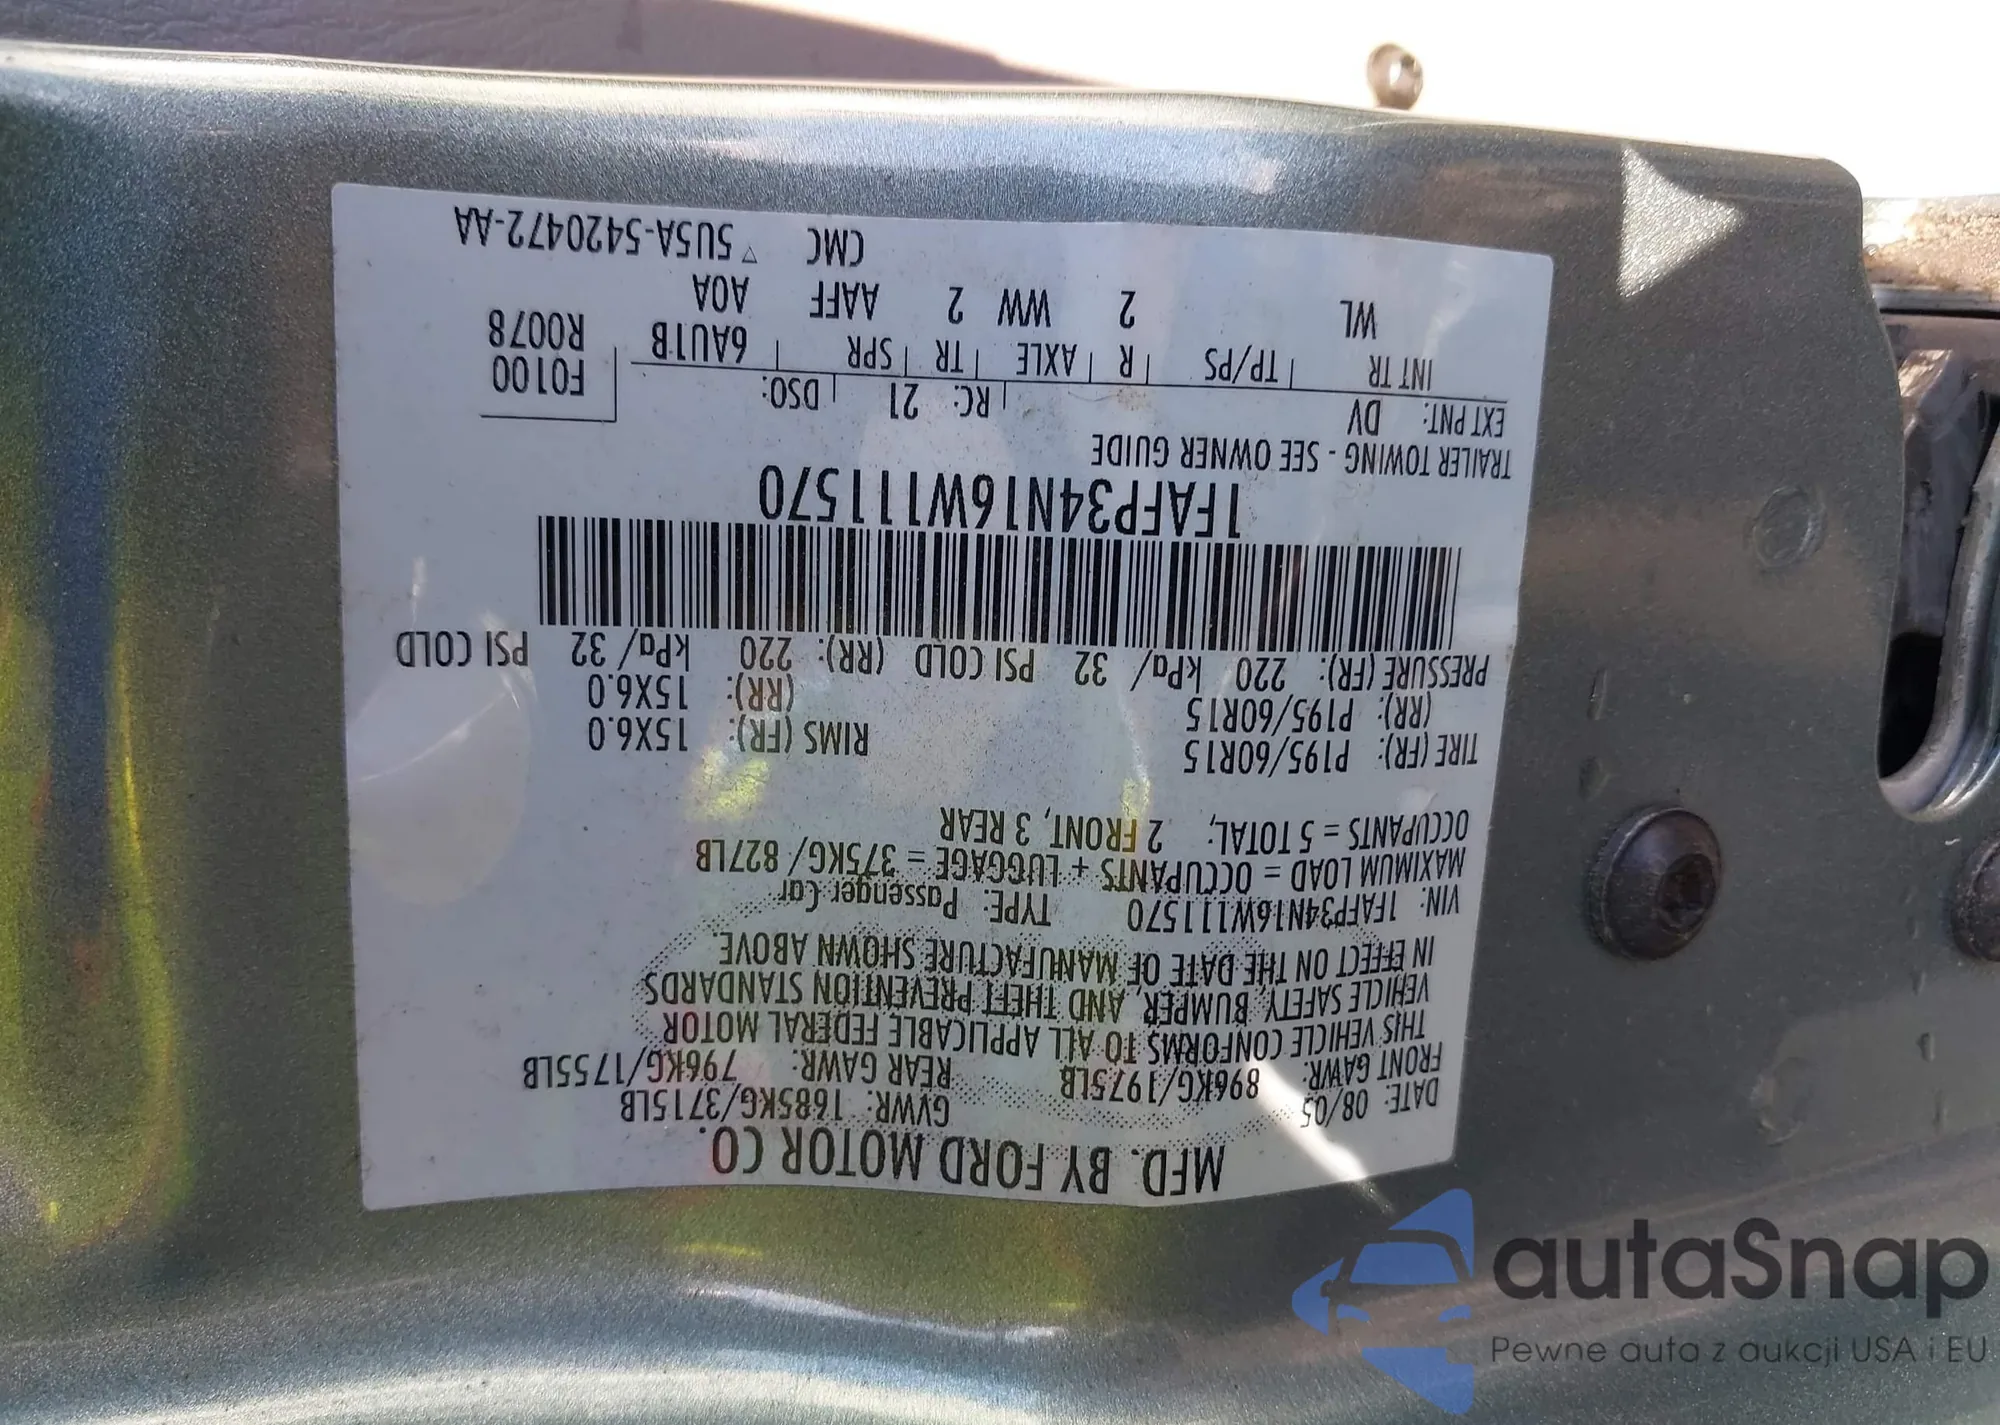 MFD. BY FORD MOTOR CO.
DATE: 08/05 GVWR: 1685KG/3715LB
FRONT GAWR: 896KG/1975LB REAR GAWR: 796KG/1755LB
THIS VEHICLE CONFORMS TO ALL APPLICABLE FEDERAL MOTOR
VEHICLE SAFETY, BUMPER, AND THEFT PREVENTION STANDARDS
IN EFFECT ON THE DATE OF MANUFACTURE SHOWN ABOVE.
VIN: 1FAFP34N16W111570 TYPE: Passenger Car
MAXIMUM LOAD = OCCUPANTS + LUGGAGE = 375KG/ 827LB
OCCUPANTS = 5 TOTAL, 2 FRONT, 3 REAR
TIRE (FR): P195/60R15 RIMS (FR): 15X6.0
(RR): P195/60R15 (RR): 15X6.0
PRESSURE (FR): 220 kPa/ 32 PSI COLD (RR): 220 kPa/ 32 PSI COLD
1FAFP34N16W111570
TRAILER TOWING - SEE OWNER GUIDE
EXT PNT: DV RC: 21 DSO: F0100
INT TR TP/PS R AXLE TR SPR 6AU1B R0078
WL 2 WW 2 AAFF AOA
CMC ▽ 5U5A-5420472-AA
autaSnap
Pewne auta z aukcji USA i EU